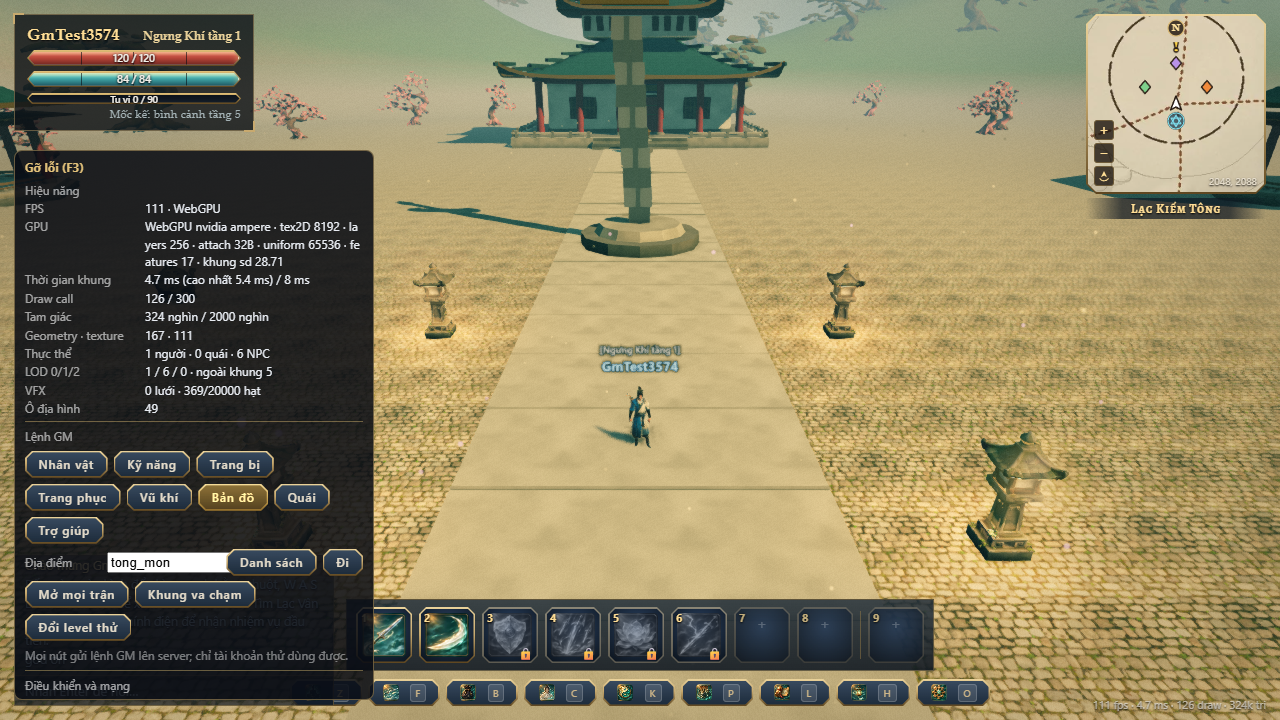 GmTest3574 Ngưng Khí tầng 1
120 / 120
84 / 84
Tu vi 0 / 90
Mốc kế: bình cảnh tầng 5
N
+
−
2048, 2088
Lạc Kiếm Tông
Gỡ lỗi (F3)
Hiệu năng
FPS 111 · WebGPU
GPU WebGPU nvidia ampere · tex2D 8192 · la
yers 256 · attach 32B · uniform 65536 · fe
atures 17 · khung sd 28.71
Thời gian khung 4.7 ms (cao nhất 5.4 ms) / 8 ms
Draw call 126 / 300
Tam giác 324 nghìn / 2000 nghìn
Geometry · texture 167 · 111
Thực thể 1 người · 0 quái · 6 NPC
LOD 0/1/2 1 / 6 / 0 · ngoài khung 5
VFX 0 lưới · 369/20000 hạt
Ô địa hình 49
Lệnh GM
Nhân vật Kỹ năng Trang bị
Trang phục Vũ khí Bản đồ Quái
Trợ giúp
Địa điểm tong_mon Danh sách Đi
Mở mọi trận Khung va chạm
Đổi level thử
Mọi nút gửi lệnh GM lên server; chỉ tài khoản thử dùng được.
Điều khiển và mạng
[Ngưng Khí tầng 1]
GmTest3574
2 3 4 5 6 7 8 9
Z F B C K P L H O
111 fps · 4.7 ms · 126 draw · 324k tri